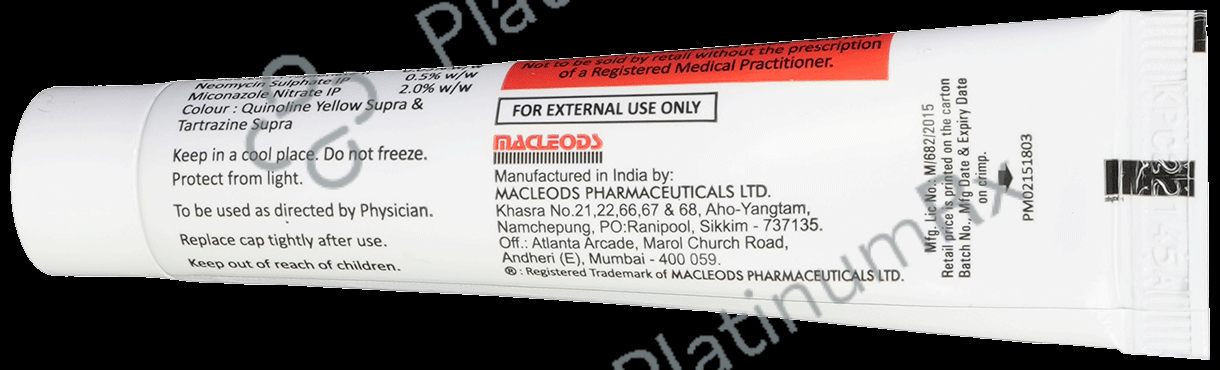 Neomycin Sulphate IP 0.5% w/w
Miconazole Nitrate IP 2.0% w/w
Colour : Quinoline Yellow Supra &
Tartrazine Supra
Keep in a cool place. Do not freeze.
Protect from light.
To be used as directed by Physician.
Replace cap tightly after use.
Keep out of reach of children.
Not to be sold by retail without the prescription
of a Registered Medical Practitioner.
FOR EXTERNAL USE ONLY
MACLEODS
Manufactured in India by:
MACLEODS PHARMACEUTICALS LTD.
Khasra No.21,22,66,67 & 68, Aho-Yangtam,
Namchepung, PO:Ranipool, Sikkim - 737135.
Off.: Atlanta Arcade, Marol Church Road,
Andheri (E), Mumbai - 400 059.
® : Registered Trademark of MACLEODS PHARMACEUTICALS LTD.
Mfg. Lic No.: M/682/2015
Retail price is printed on the carton
Batch No., Mfg Date & Expiry Date
on crimp.
PM02151803
PlatinumRx